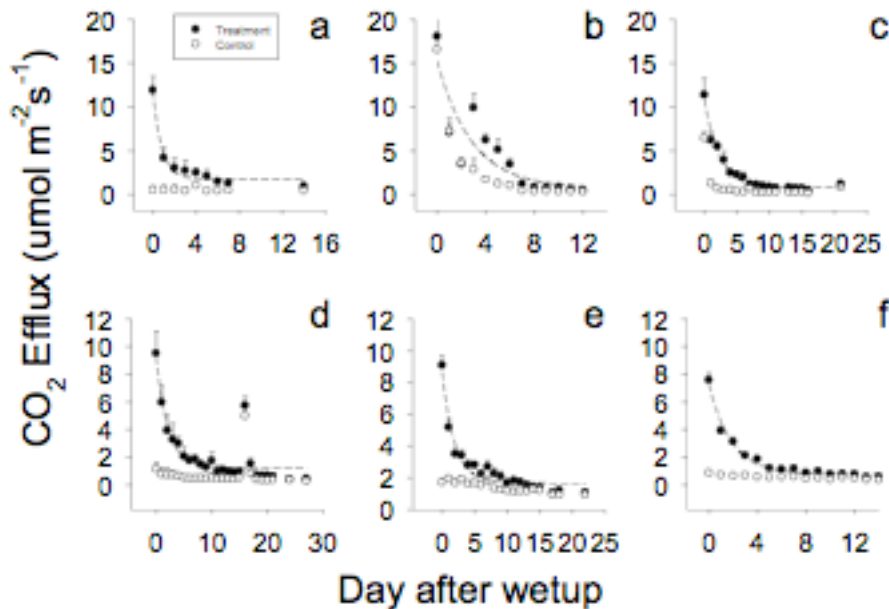 CO2 Efflux (umol m-2s-1)
20 15 10 5 0
Treatment
Control
a
0 4 8 12 16
20 15 10 5 0
b
0 4 8 12
20 15 10 5 0
c
0 5 10 15 20 25
12 10 8 6 4 2 0
d
0 10 20 30
12 10 8 6 4 2 0
e
0 5 10 15 20 25
12 10 8 6 4 2 0
f
0 4 8 12
Day after wetup